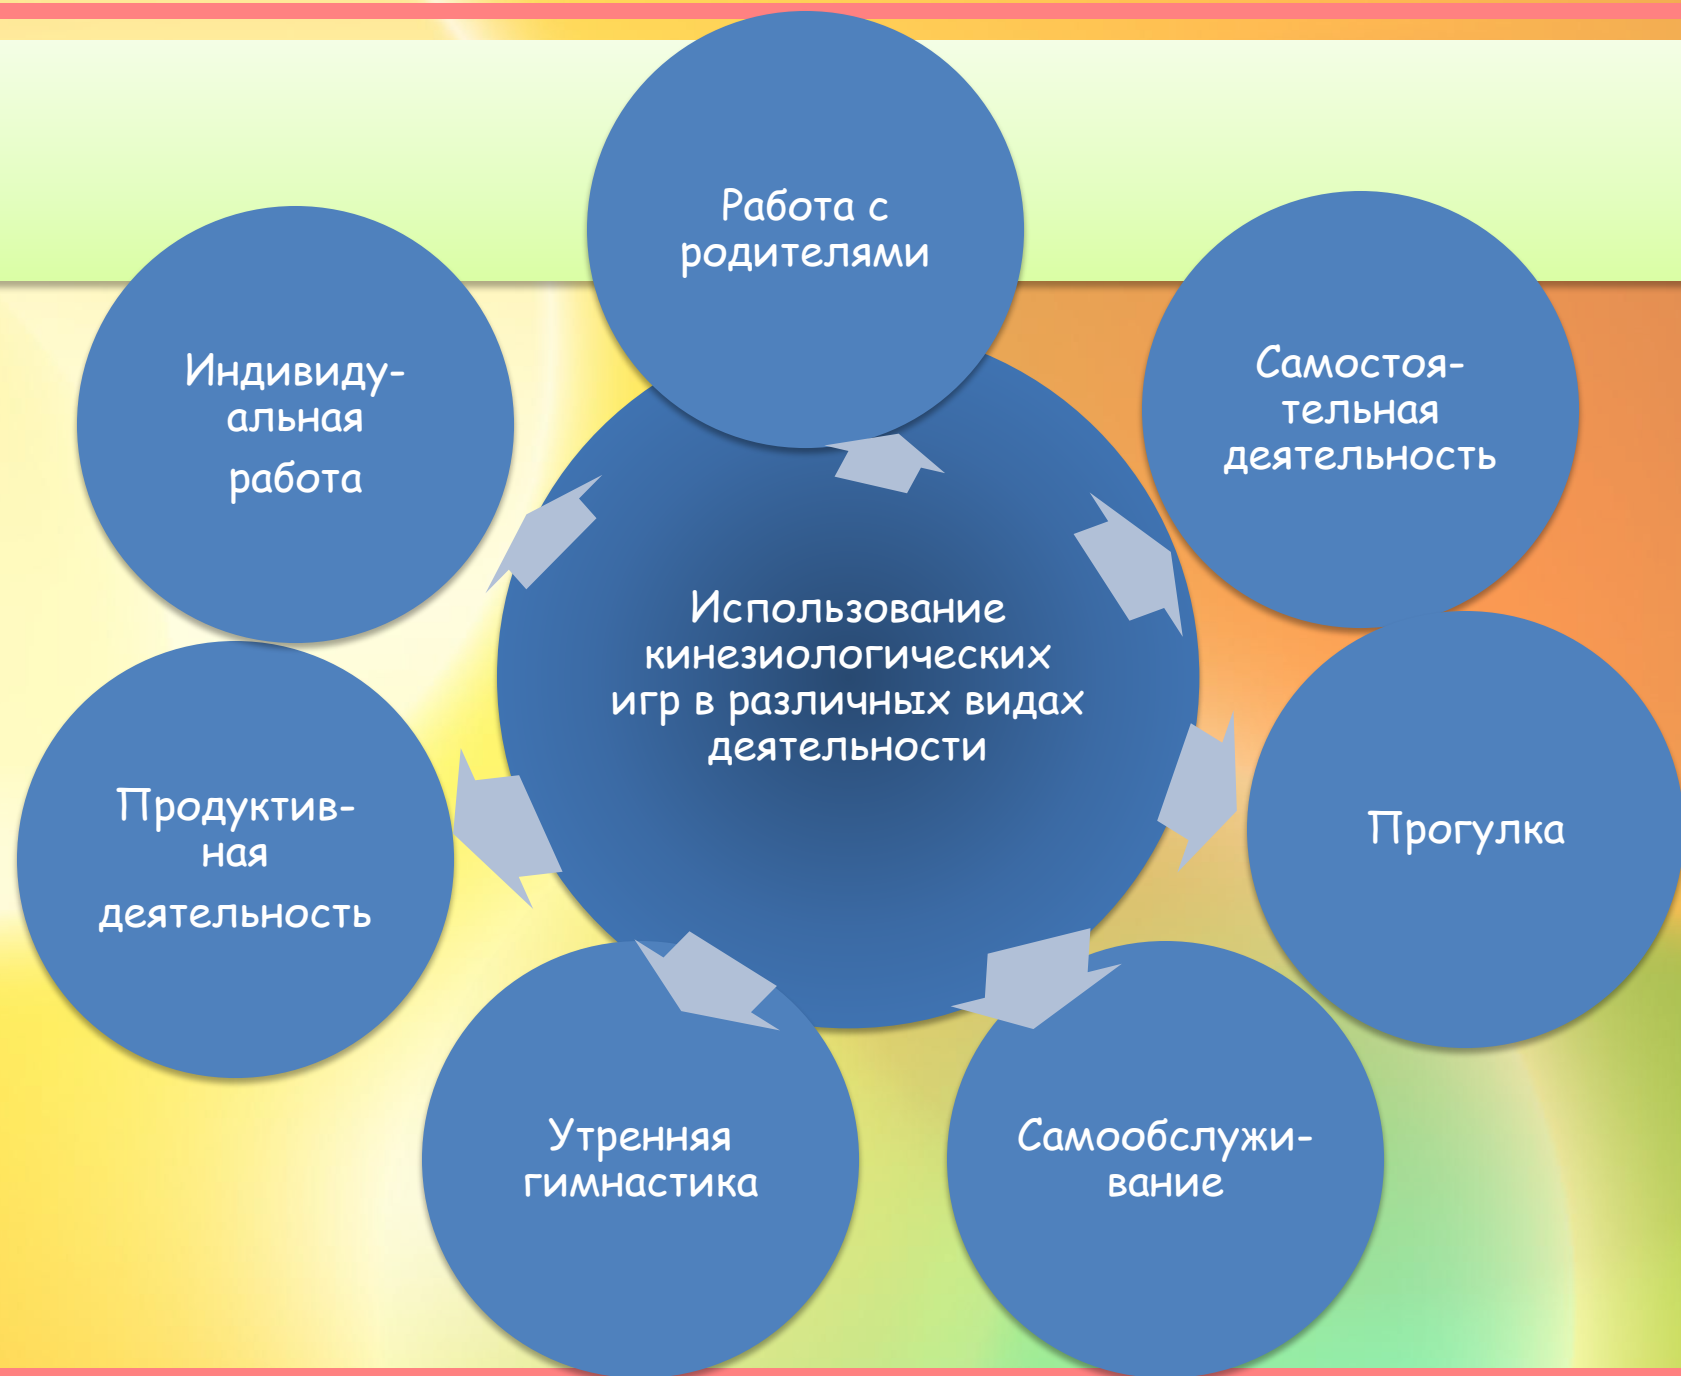 Работа с
родителями
Самостоя-
тельная
деятельность
Прогулка
Самообслужи-
вание
Утренняя
гимнастика
Продуктив-
ная
деятельность
Индивиду-
альная
работа
Использование
кинезиологических
игр в различных видах
деятельности